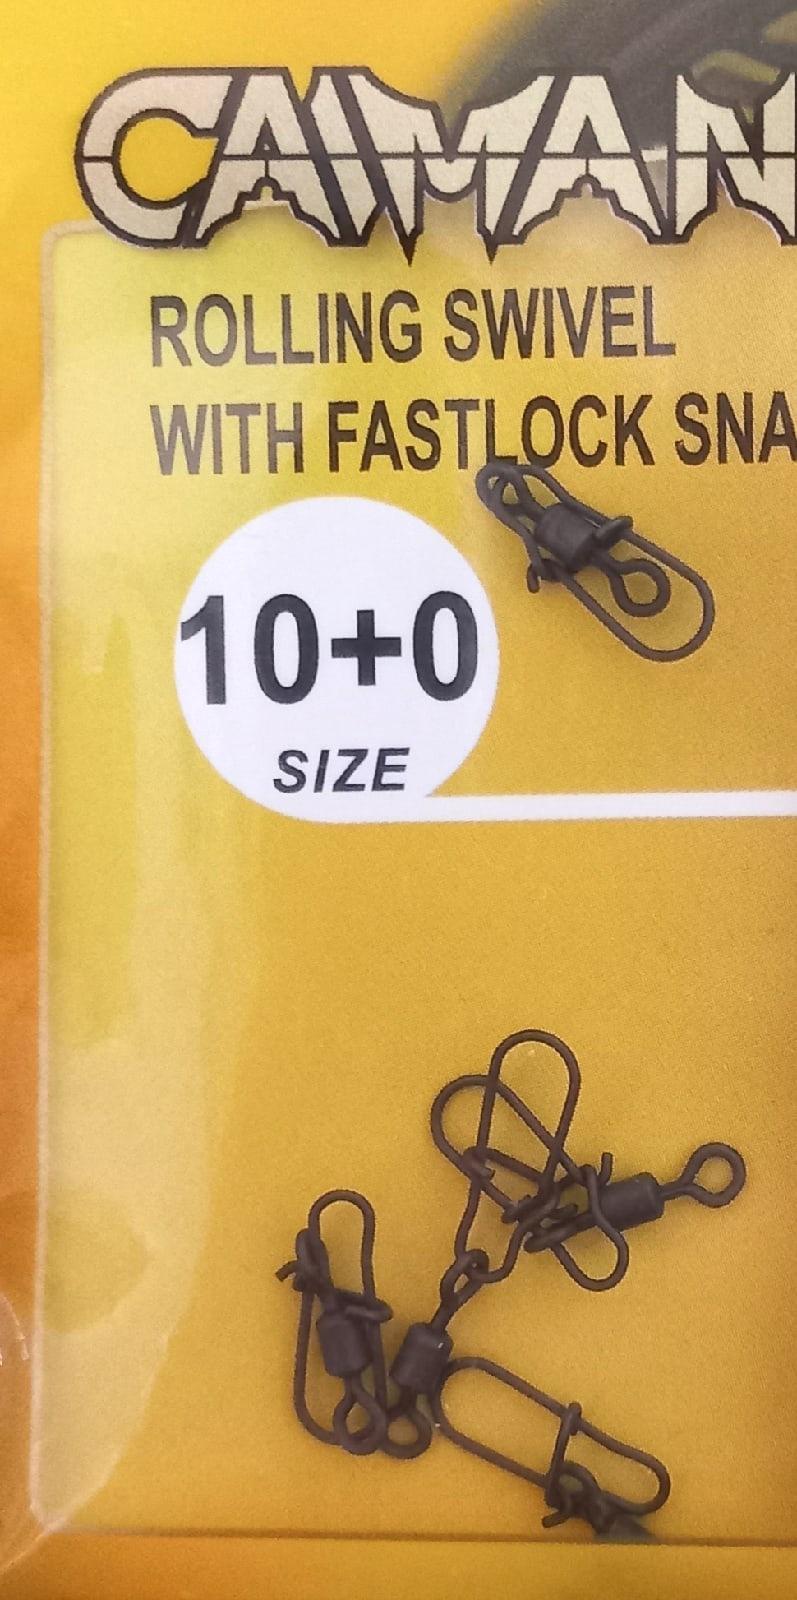 CAIMAN
ROLLING SWIVEL
WITH FASTLOCK SNA
10+0
SIZE